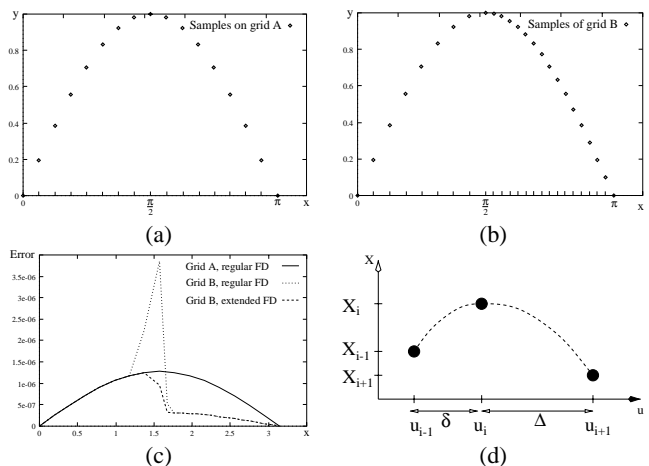 y
Samples on grid A
0.8
0.6
0.4
0.2
0
0
π/2
π
x
(a)
y
Samples of grid B
0.8
0.6
0.4
0.2
0
0
π/2
π
x
(b)
Error
3.5e-06
3e-06
2.5e-06
2e-06
1.5e-06
1e-06
5e-07
0
Grid A, regular FD
Grid B, regular FD
Grid B, extended FD
0
0.5
1
1.5
2
2.5
3
X
(c)
X
X_i
X_{i-1}
X_{i+1}
u_{i-1}
δ
u_i
Δ
u_{i+1}
u
(d)